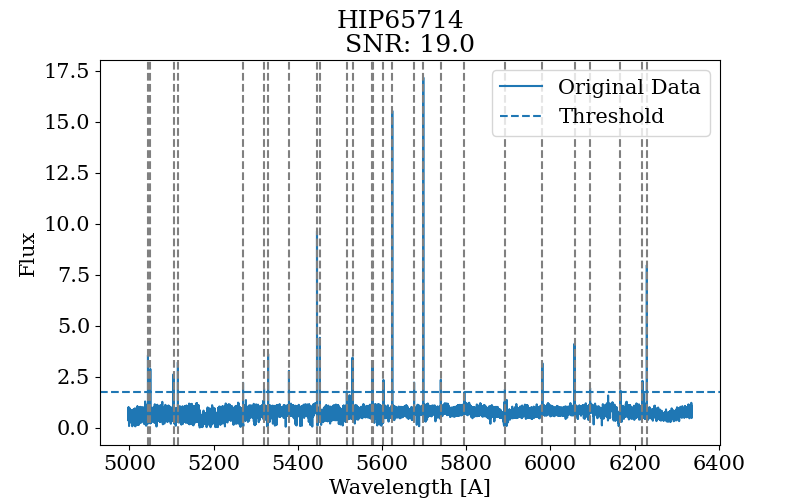 HIP65714
SNR: 19.0
Original Data
Threshold
17.5
15.0
12.5
10.0
7.5
5.0
2.5
0.0
Flux
5000 5200 5400 5600 5800 6000 6200 6400
Wavelength [A]